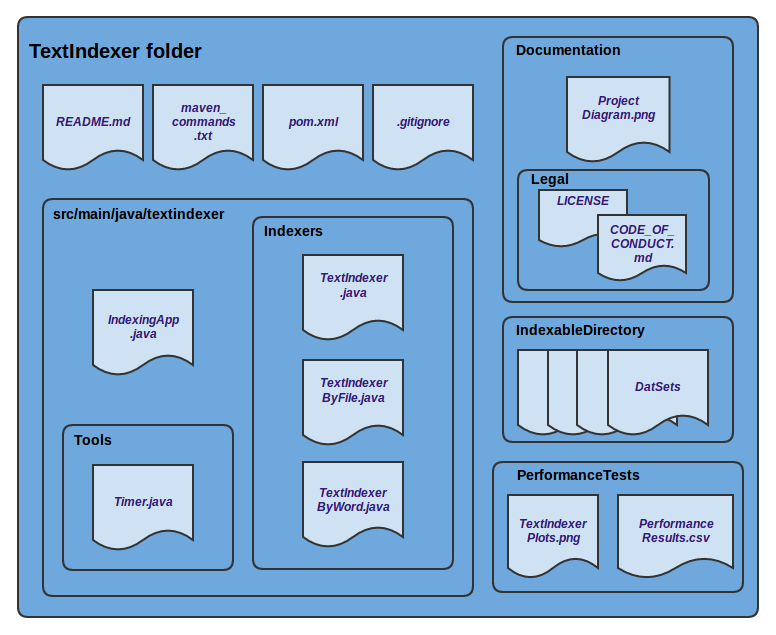 TextIndexer folder
README.md
maven_
commands
.txt
pom.xml
.gitignore
src/main/java/textindexer
IndexingApp
.java
Tools
Timer.java
Indexers
TextIndexer
.java
TextIndexer
ByFile.java
TextIndexer
ByWord.java
Documentation
Project
Diagram.png
Legal
LICENSE
CODE_OF_
CONDUCT.
md
IndexableDirectory
DatSets
PerformanceTests
TextIndexer
Plots.png
Performance
Results.csv